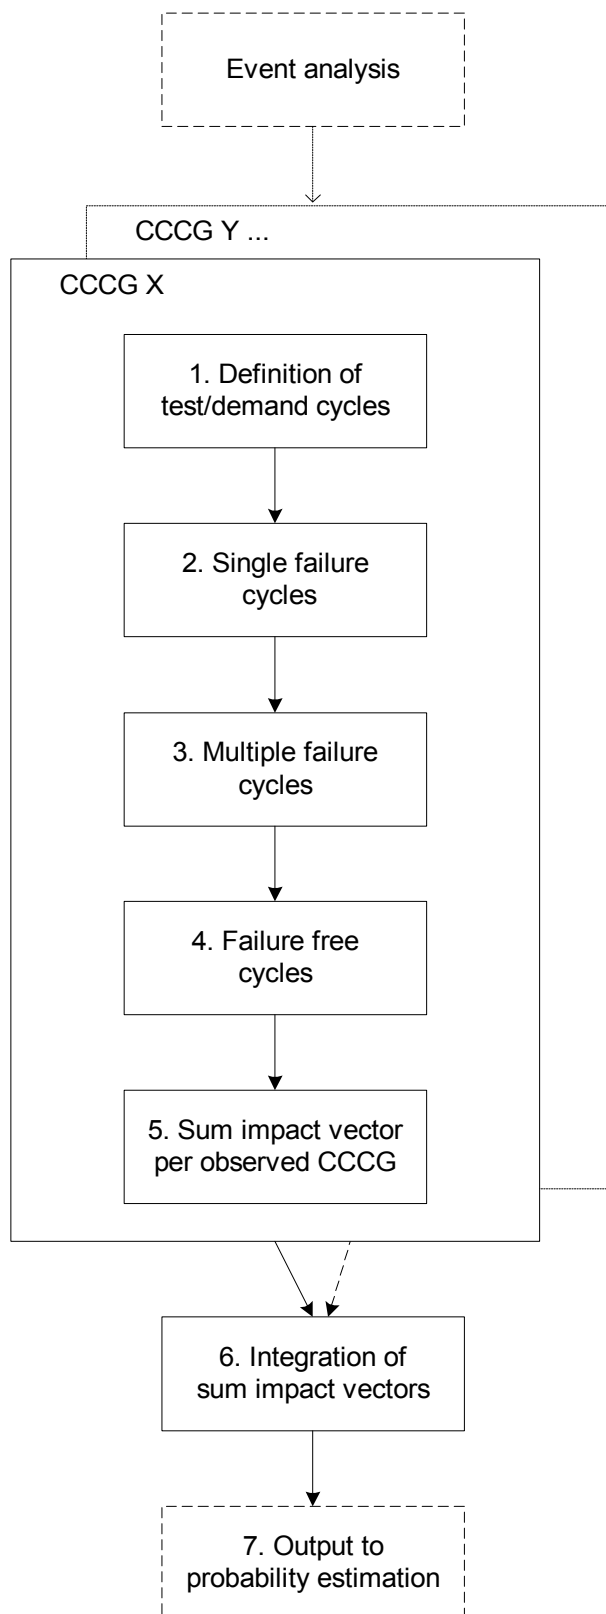 Event analysis
CCCG Y ...
CCCG X
1. Definition of
test/demand cycles
2. Single failure
cycles
3. Multiple failure
cycles
4. Failure free
cycles
5. Sum impact vector
per observed CCCG
6. Integration of
sum impact vectors
7. Output to
probability estimation